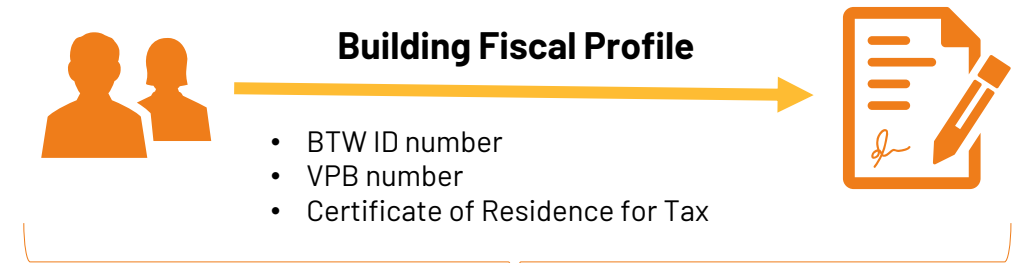 Building Fiscal Profile
• BTW ID number
• VPB number
• Certificate of Residence for Tax